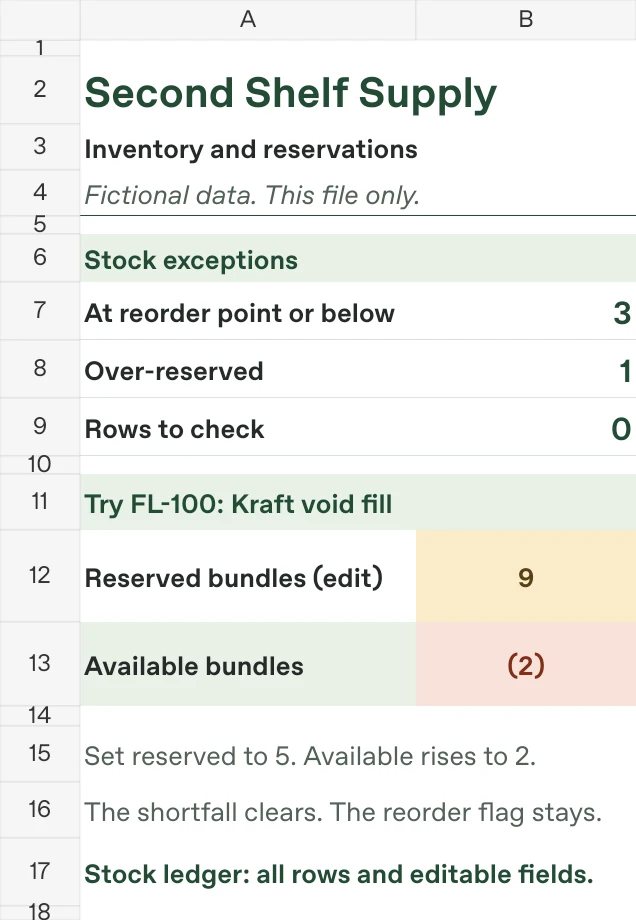 A B
1
2 Second Shelf Supply
3 Inventory and reservations
4 Fictional data. This file only.
5
6 Stock exceptions
7 At reorder point or below 3
8 Over-reserved 1
9 Rows to check 0
10
11 Try FL-100: Kraft void fill
12 Reserved bundles (edit) 9
13 Available bundles (2)
14
15 Set reserved to 5. Available rises to 2.
16 The shortfall clears. The reorder flag stays.
17 Stock ledger: all rows and editable fields.
18